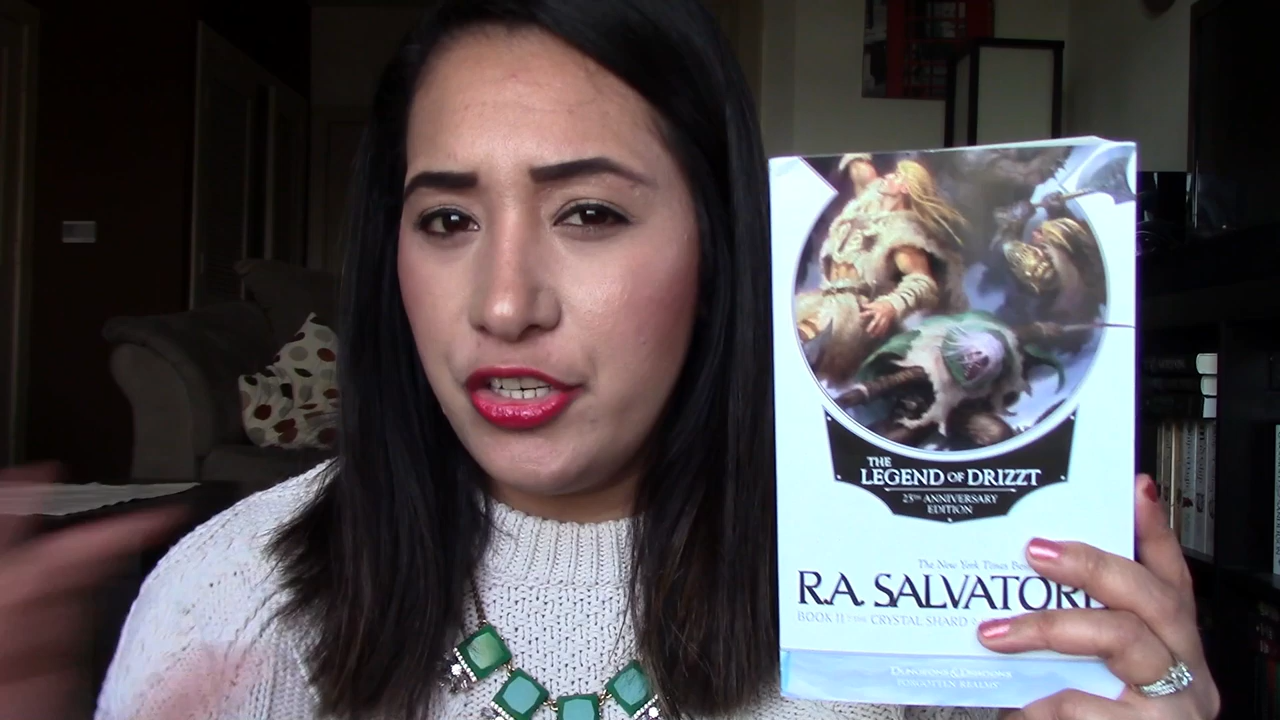 THE
LEGEND OF DRIZZT
25TH ANNIVERSARY
EDITION
The New York Times
R.A. SALVATORE
BOOK II THE CRYSTAL SHARD
DUNGEONS & DRAGONS
FORGOTTEN REALMS